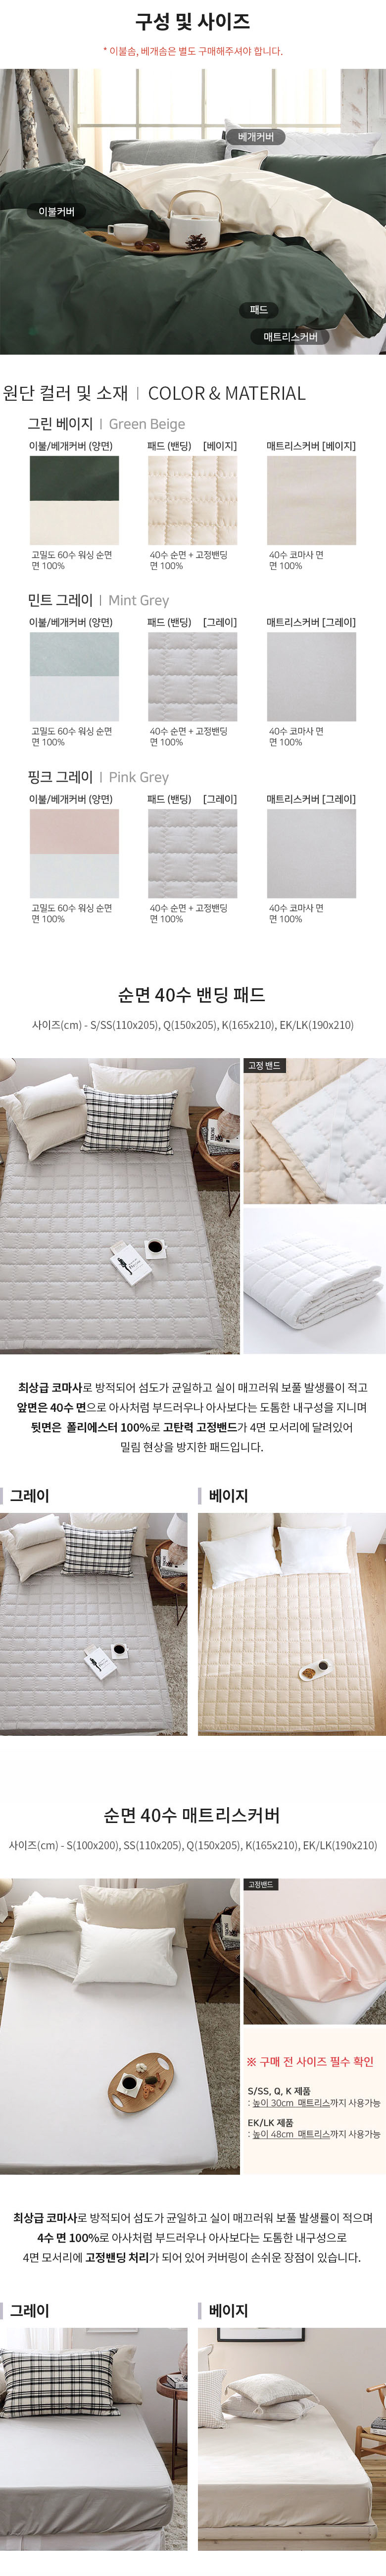 구성 및 사이즈
* 이불솜, 베개솜은 별도 구매해주셔야 합니다.
베개커버
이불커버
패드
매트리스커버
원단 컬러 및 소재 | COLOR & MATERIAL
그린 베이지 | Green Beige
이불/베개커버 (양면) 패드 (밴딩) [베이지] 매트리스커버 [베이지]
고밀도 60수 워싱 순면 40수 순면 + 고정밴딩 40수 코마사 면
면 100% 면 100% 면 100%
민트 그레이 | Mint Grey
이불/베개커버 (양면) 패드 (밴딩) [그레이] 매트리스커버 [그레이]
고밀도 60수 워싱 순면 40수 순면 + 고정밴딩 40수 코마사 면
면 100% 면 100% 면 100%
핑크 그레이 | Pink Grey
이불/베개커버 (양면) 패드 (밴딩) [그레이] 매트리스커버 [그레이]
고밀도 60수 워싱 순면 40수 순면 + 고정밴딩 40수 코마사 면
면 100% 면 100% 면 100%
순면 40수 밴딩 패드
사이즈(cm) - S/SS(110x205), Q(150x205), K(165x210), EK/LK(190x210)
고정 밴드
최상급 코마사로 방적되어 섬도가 균일하고 실이 매끄러워 보풀 발생률이 적고
앞면은 40수 면으로 아사처럼 부드러우나 아사보다는 도톰한 내구성을 지니며
뒷면은 폴리에스터 100%로 고탄력 고정밴드가 4면 모서리에 달려있어
밀림 현상을 방지한 패드입니다.
그레이 베이지
순면 40수 매트리스커버
사이즈(cm) - S(100x200), SS(110x205), Q(150x205), K(165x210), EK/LK(190x210)
고정밴드
※ 구매 전 사이즈 필수 확인
S/SS, Q, K 제품
: 높이 30cm 매트리스까지 사용가능
EK/LK 제품
: 높이 48cm 매트리스까지 사용가능
최상급 코마사로 방적되어 섬도가 균일하고 실이 매끄러워 보풀 발생률이 적으며
4수 면 100%로 아사처럼 부드러우나 아사보다는 도톰한 내구성으로
4면 모서리에 고정밴딩 처리가 되어 있어 커버링이 손쉬운 장점이 있습니다.
그레이 베이지